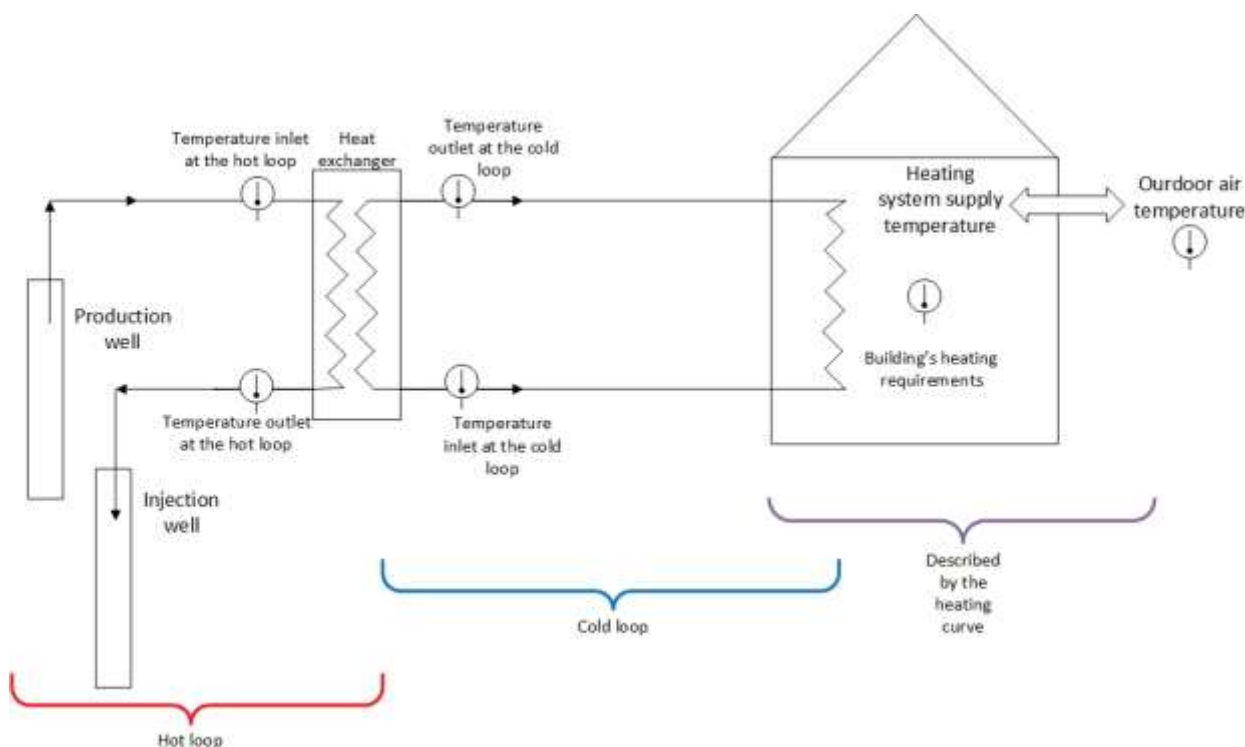 Temperature inlet
at the hot loop
Heat
exchanger
Temperature
outlet at the cold
loop
Heating
system supply
temperature
Ourdoor air
temperature
Production
well
Building's heating
requirements
Temperature outlet
at the hot loop
Temperature
inlet at the cold
loop
Injection
well
Described
by the
heating
curve
Cold loop
Hot loop